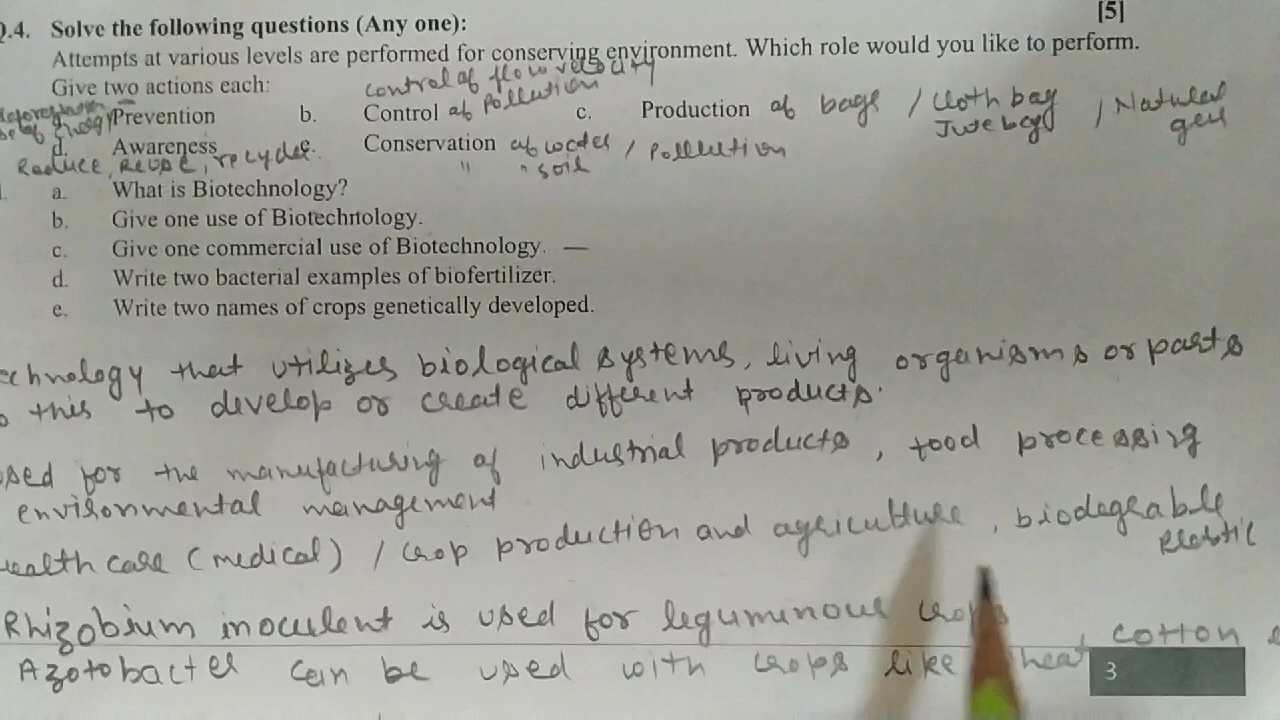 Q.4. Solve the following questions (Any one): [5]
Attempts at various levels are performed for conserving environment. Which role would you like to perform.
Give two actions each: control of flow velocity
Prevention b. Control of Pollution c. Production of bags / Cloth bag / Natural
Jute bag
d. Awareness e. Conservation of water / Pollution
Reduce, Reuse, recycle " " soil
a. What is Biotechnology?
b. Give one use of Biotechnology.
c. Give one commercial use of Biotechnology. —
d. Write two bacterial examples of biofertilizer.
e. Write two names of crops genetically developed.
echnology that utilizes biological systems, living organisms or parts
this to develop or create different products.
sed for the manufacturing of industrial products, food processing
environmental management
ealth care (medical) / crop production and agriculture, biodegrable
plastic
Rhizobium inoculent is used for leguminous crops
Azotobacter can be used with crops like heat, cotton
3